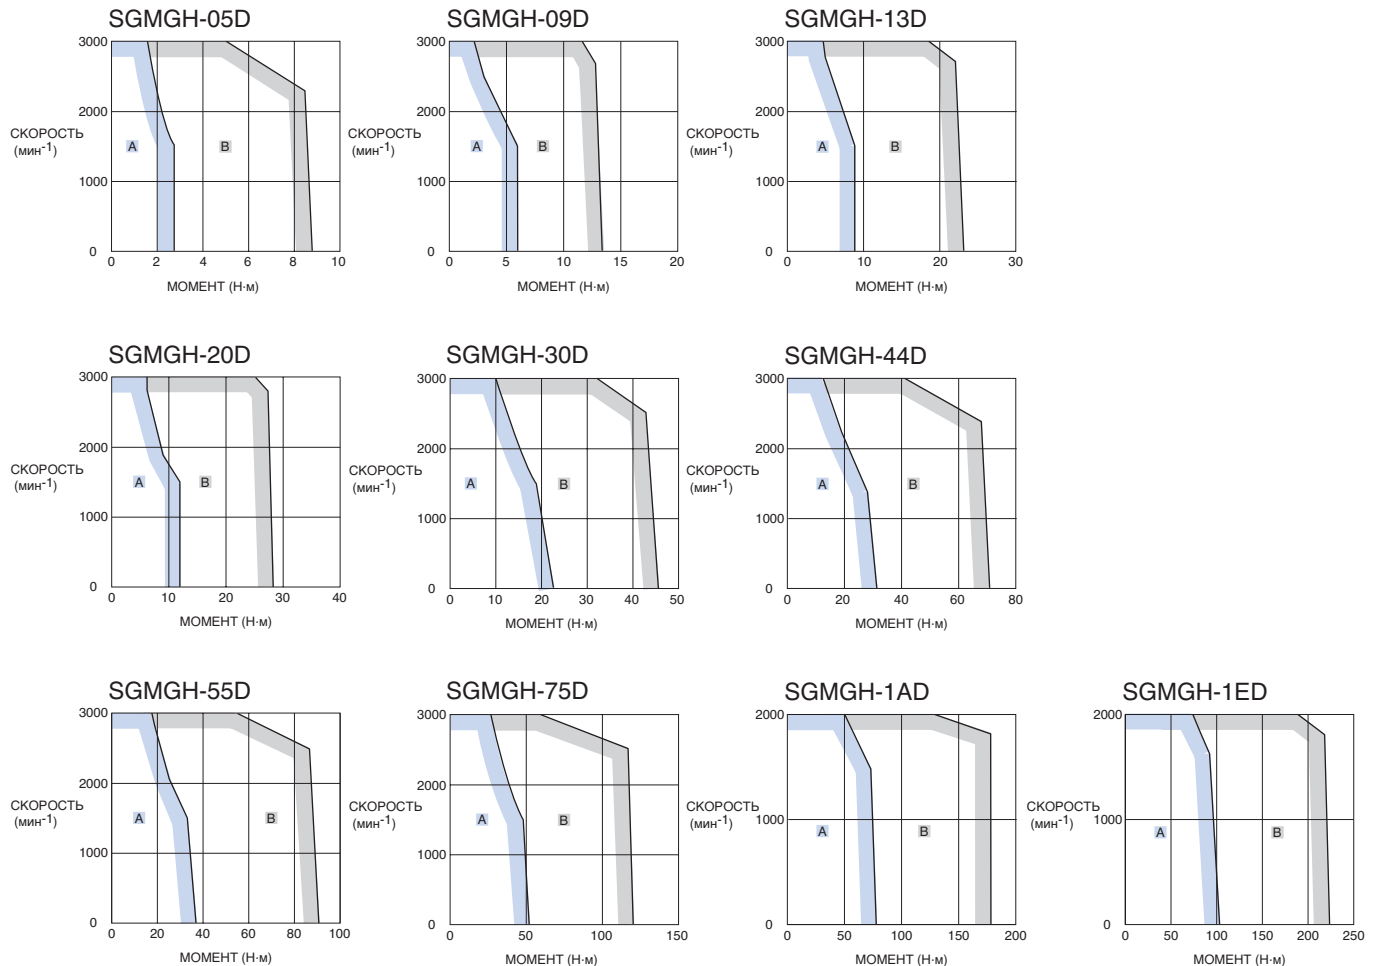 SGMGH-05D
SGMGH-09D
SGMGH-13D
3000
2000
1000
0
СКОРОСТЬ
(мин-1)
A
B
0 2 4 6 8 10
МОМЕНТ (Н·м)
3000
2000
1000
0
СКОРОСТЬ
(мин-1)
A
B
0 5 10 15 20
МОМЕНТ (Н·м)
3000
2000
1000
0
СКОРОСТЬ
(мин-1)
A
B
0 10 20 30
МОМЕНТ (Н·м)
SGMGH-20D
SGMGH-30D
SGMGH-44D
3000
2000
1000
0
СКОРОСТЬ
(мин-1)
A
B
0 10 20 30 40
МОМЕНТ (Н·м)
3000
2000
1000
0
СКОРОСТЬ
(мин-1)
A
B
0 10 20 30 40 50
МОМЕНТ (Н·м)
3000
2000
1000
0
СКОРОСТЬ
(мин-1)
A
B
0 20 40 60 80
МОМЕНТ (Н·м)
SGMGH-55D
SGMGH-75D
SGMGH-1AD
SGMGH-1ED
3000
2000
1000
0
СКОРОСТЬ
(мин-1)
A
B
0 20 40 60 80 100
МОМЕНТ (Н·м)
3000
2000
1000
0
СКОРОСТЬ
(мин-1)
A
B
0 50 100 150
МОМЕНТ (Н·м)
2000
1000
0
СКОРОСТЬ
(мин-1)
A
B
0 50 100 150 200
МОМЕНТ (Н·м)
2000
1000
0
СКОРОСТЬ
(мин-1)
A
B
0 50 100 150 200 250
МОМЕНТ (Н·м)